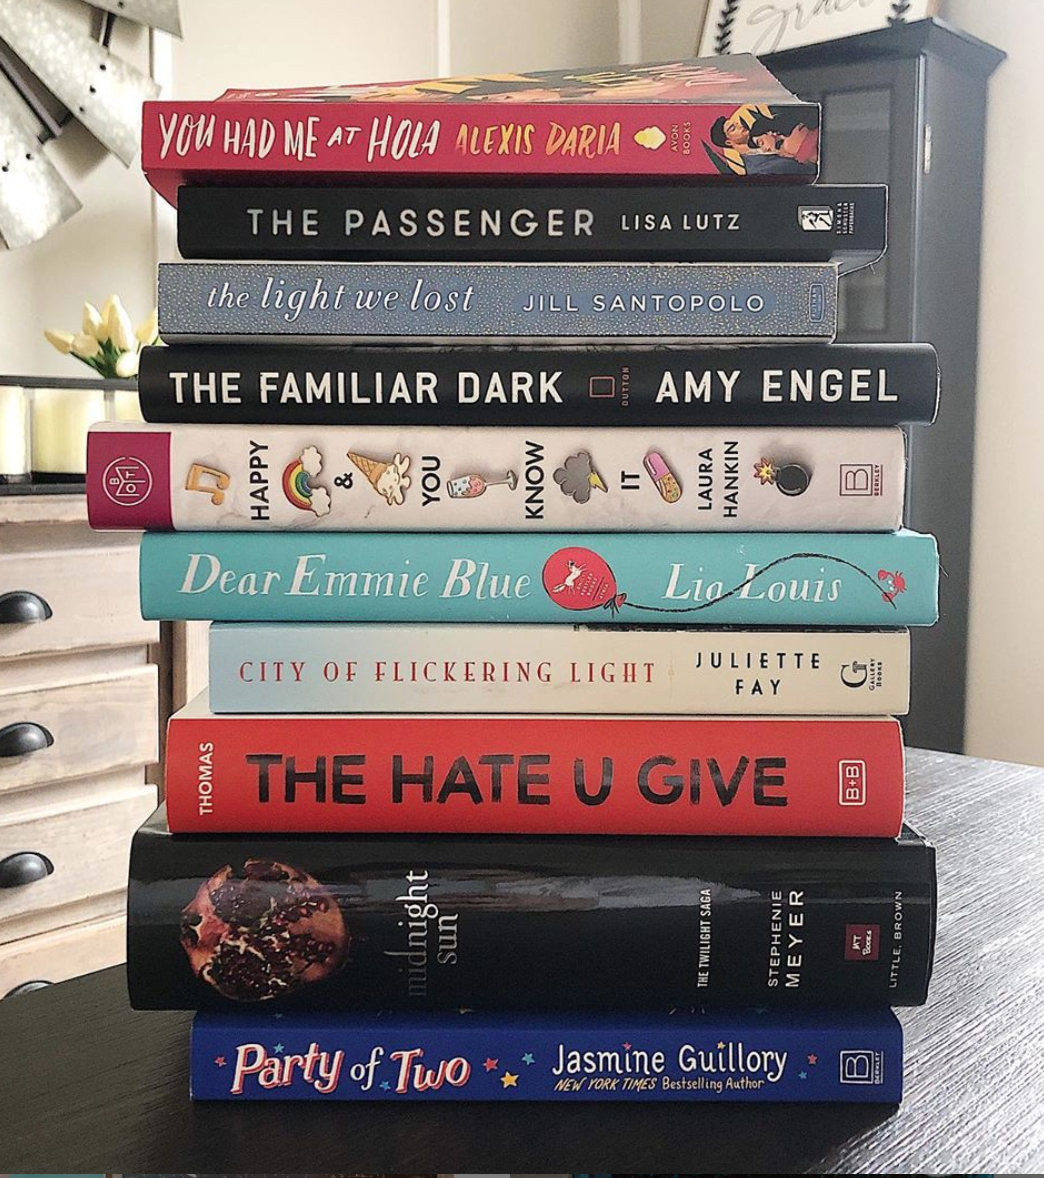 grace
YOU HAD ME AT HOLA ALEXIS DARIA AVON BOOKS
THE PASSENGER LISA LUTZ
the light we lost JILL SANTOPOLO
THE FAMILIAR DARK DUTTON AMY ENGEL
BOTM HAPPY & YOU KNOW IT LAURA HANKIN B BERKLEY
Dear Emmie Blue Lia Louis
CITY OF FLICKERING LIGHT JULIETTE FAY G GALLERY BOOKS
THOMAS THE HATE U GIVE B+B
midnight sun THE TWILIGHT SAGA STEPHENIE MEYER MT BOOKS LITTLE, BROWN
Party of Two Jasmine Guillory B BERKLEY
NEW YORK TIMES Bestselling Author